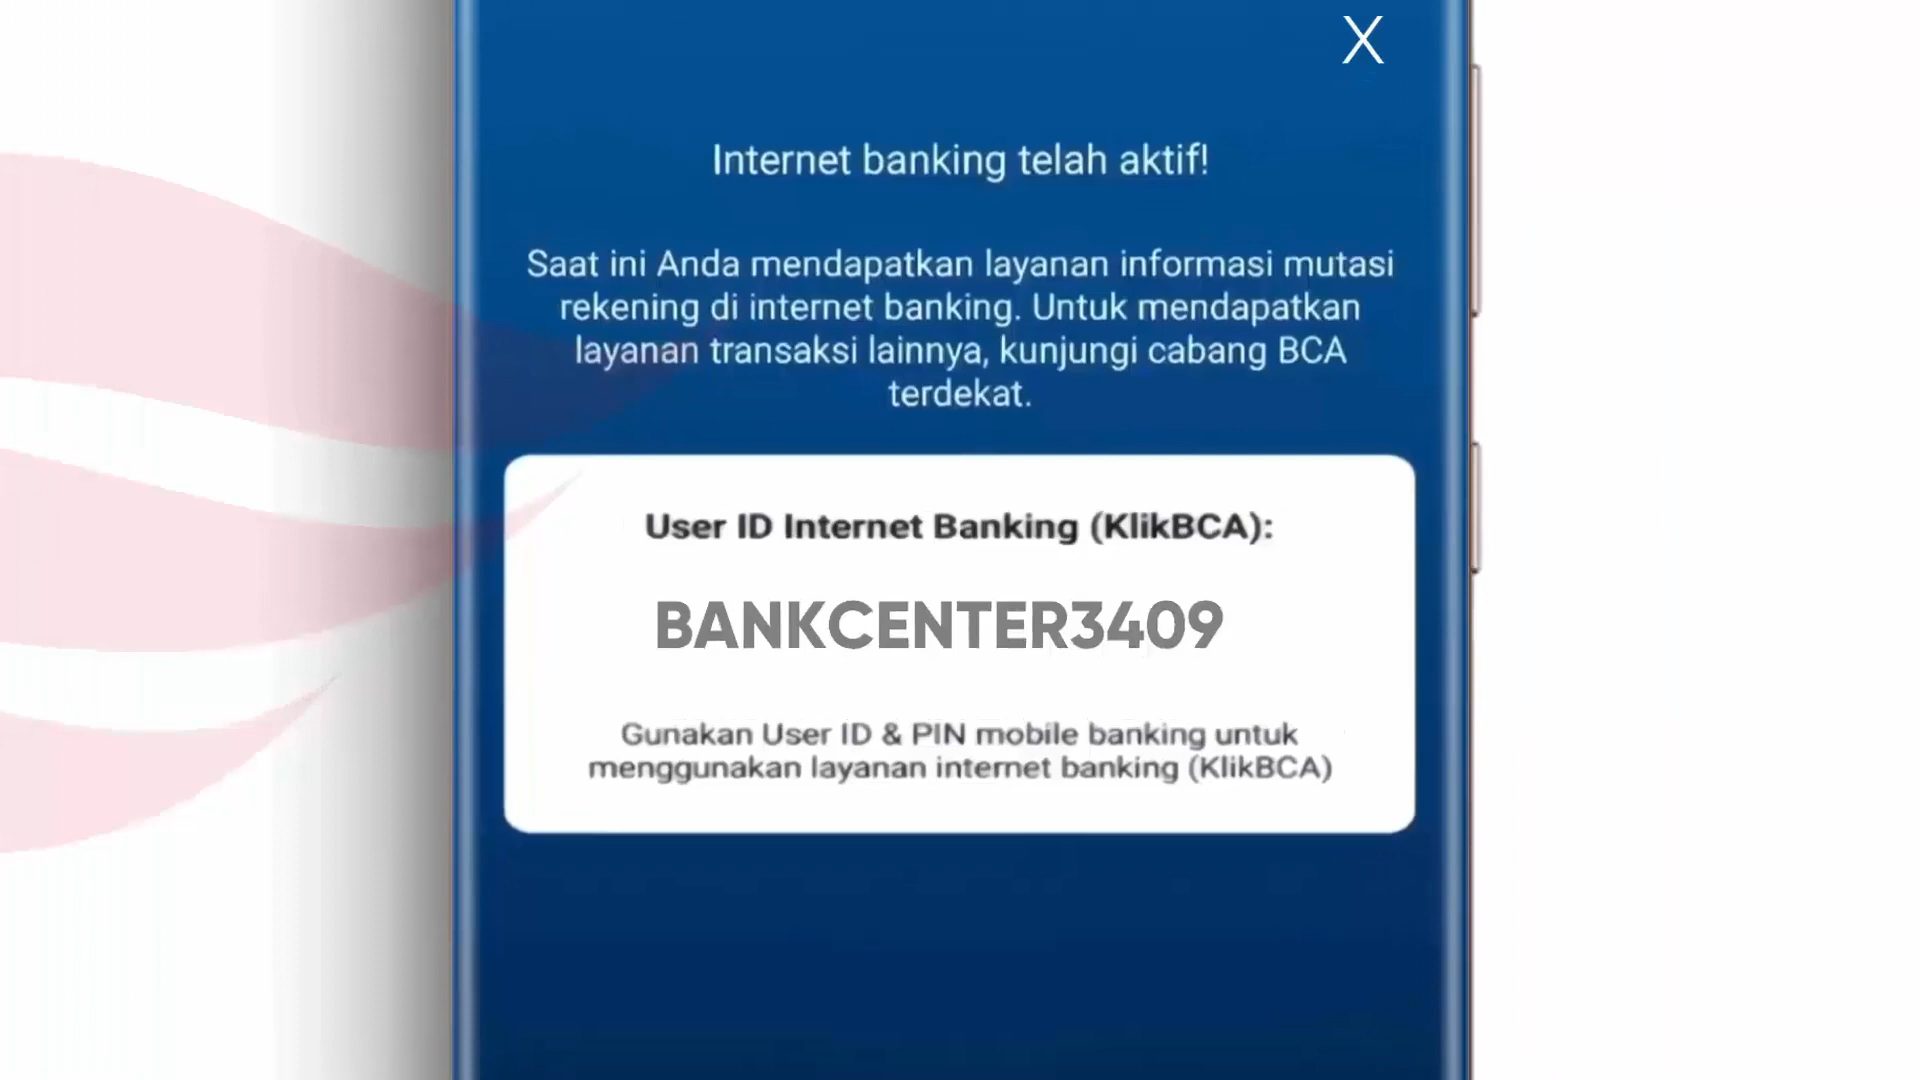 X
Internet banking telah aktif!
Saat ini Anda mendapatkan layanan informasi mutasi
rekening di internet banking. Untuk mendapatkan
layanan transaksi lainnya, kunjungi cabang BCA
terdekat.
User ID Internet Banking (KlikBCA):
BANKCENTER3409
Gunakan User ID & PIN mobile banking untuk
menggunakan layanan internet banking (KlikBCA)